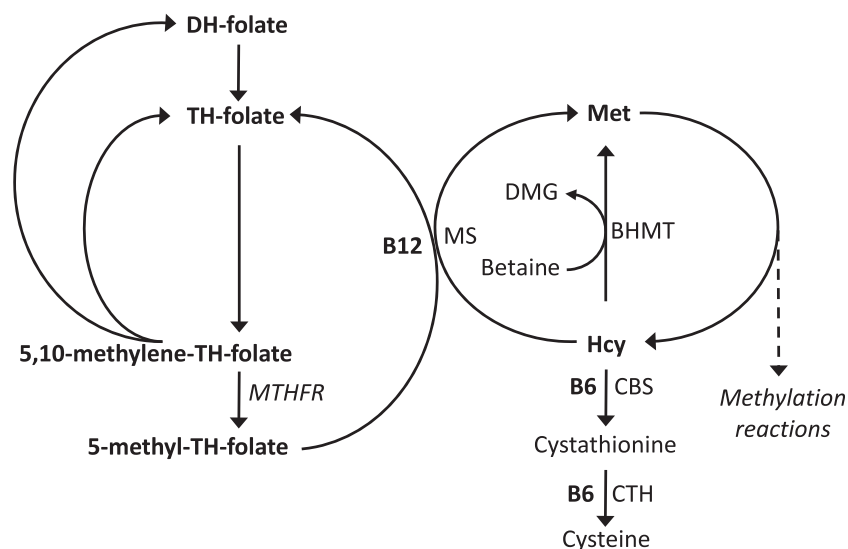 DH-folate
TH-folate
Met
DMG
B12
MS
BHMT
Betaine
5,10-methylene-TH-folate
Hcy
MTHFR
B6 CBS
Methylation
reactions
5-methyl-TH-folate
Cystathionine
B6 CTH
Cysteine